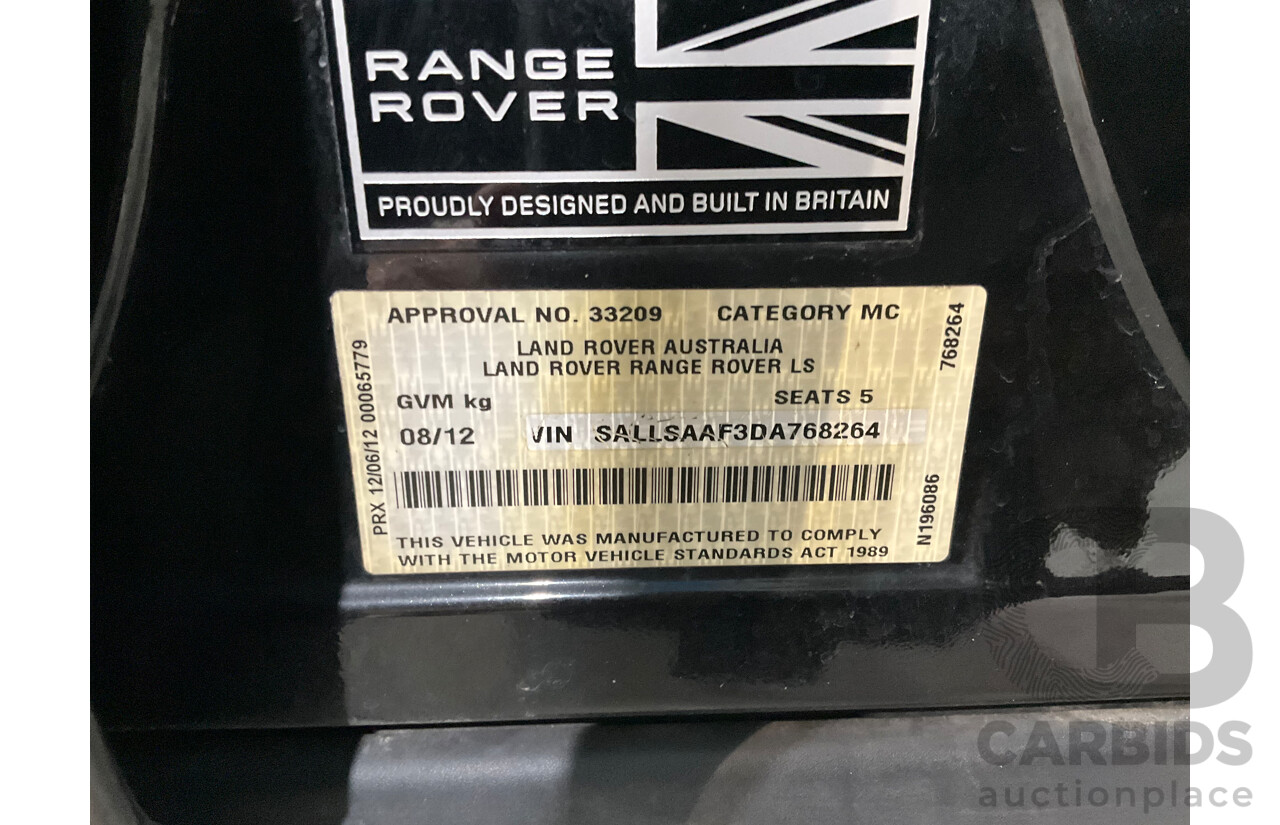 RANGE
ROVER
PROUDLY DESIGNED AND BUILT IN BRITAIN
APPROVAL NO. 33209 CATEGORY MC
LAND ROVER AUSTRALIA
LAND ROVER RANGE ROVER LS
GVM kg SEATS 5
08/12 VIN SALLSAAF3DA768264
THIS VEHICLE WAS MANUFACTURED TO COMPLY
WITH THE MOTOR VEHICLE STANDARDS ACT 1989
PRX 12/06/12 00065779
768264
N196086
CB
CARBIDS
auctionplace